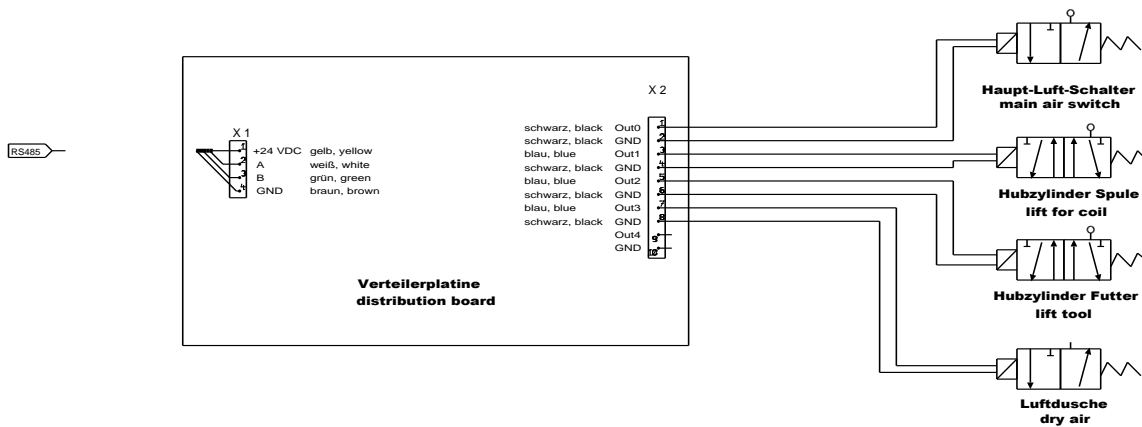 RS485
X 1
1 +24 VDC gelb, yellow
2 A weiß, white
3 B grün, green
4 GND braun, brown
Verteilerplatine
distribution board
X 2
schwarz, black Out0 1
schwarz, black GND 2
blau, blue Out1 3
schwarz, black GND 4
blau, blue Out2 5
schwarz, black GND 6
blau, blue Out3 7
schwarz, black GND 8
Out4 9
GND 10
Haupt-Luft-Schalter
main air switch
Hubzylinder Spule
lift for coil
Hubzylinder Futter
lift tool
Luftdusche
dry air